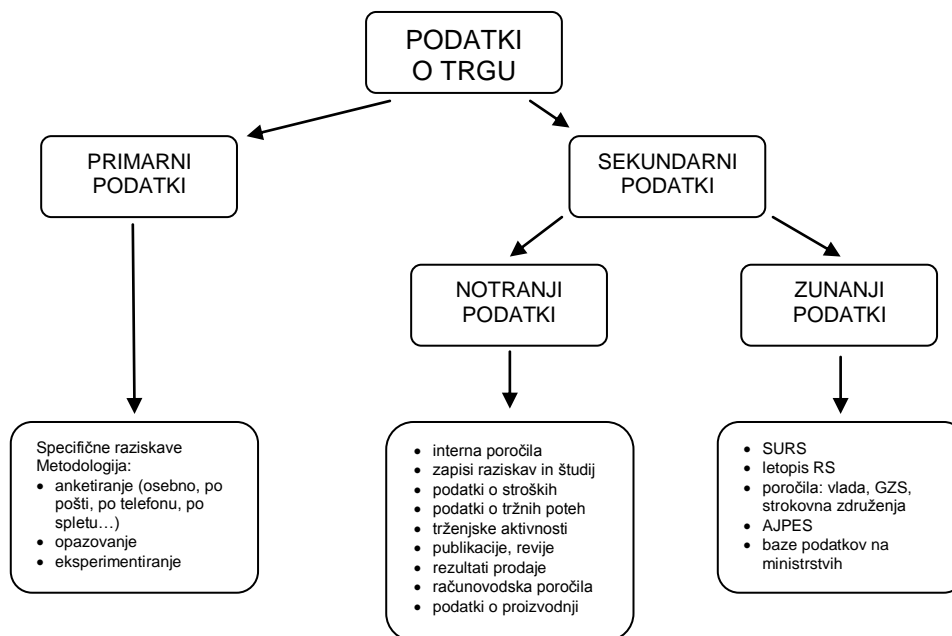 PODATKI
O TRGU
PRIMARNI
PODATKI
SEKUNDARNI
PODATKI
NOTRANJI
PODATKI
ZUNANJI
PODATKI
Specifične raziskave
Metodologija:
• anketiranje (osebno, po
pošti, po telefonu, po
spletu…)
• opazovanje
• eksperimentiranje
• interna poročila
• zapisi raziskav in študij
• podatki o stroških
• podatki o tržnih poteh
• trženjske aktivnosti
• publikacije, revije
• rezultati prodaje
• računovodska poročila
• podatki o proizvodnji
• SURS
• letopis RS
• poročila: vlada, GZS,
strokovna združenja
• AJPES
• baze podatkov na
ministrstvih